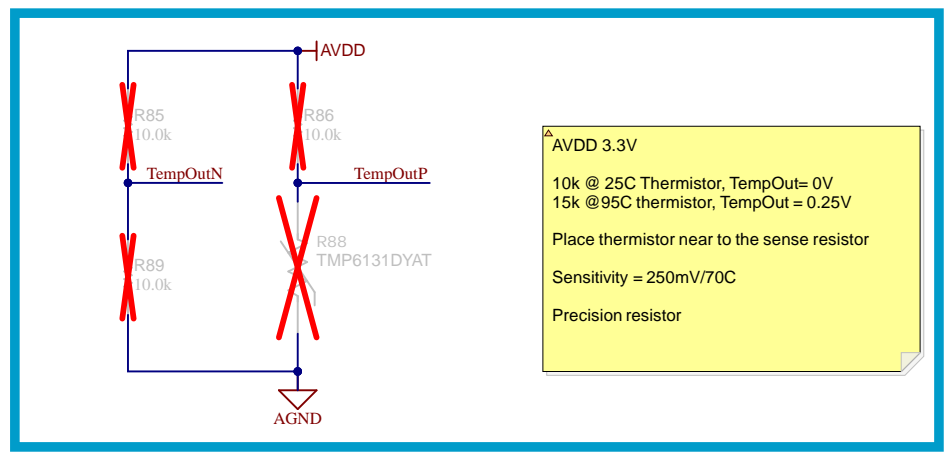 AVDD
R85
10.0k
R86
10.0k
TempOutN
TempOutP
R89
10.0k
R88
TMP6131DYAT
AGND
AVDD 3.3V
10k @ 25C Thermistor, TempOut= 0V
15k @95C thermistor, TempOut = 0.25V
Place thermistor near to the sense resistor
Sensitivity = 250mV/70C
Precision resistor